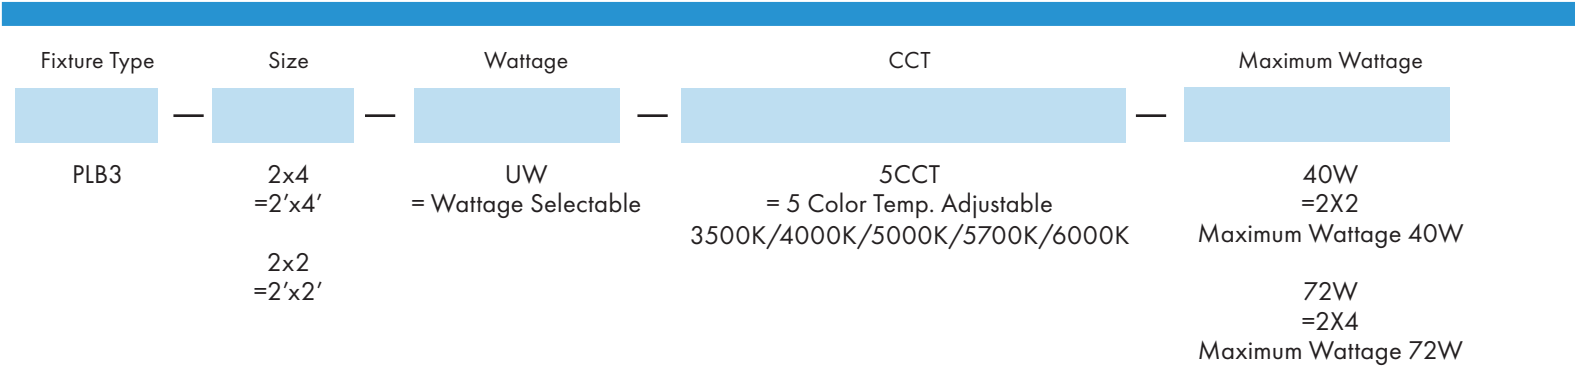 Fixture Type
Size
Wattage
CCT
Maximum Wattage
— — — —
PLB3
2x4
=2’x4’
2x2
=2’x2’
UW
= Wattage Selectable
5CCT
= 5 Color Temp. Adjustable
3500K/4000K/5000K/5700K/6000K
40W
=2X2
Maximum Wattage 40W
72W
=2X4
Maximum Wattage 72W